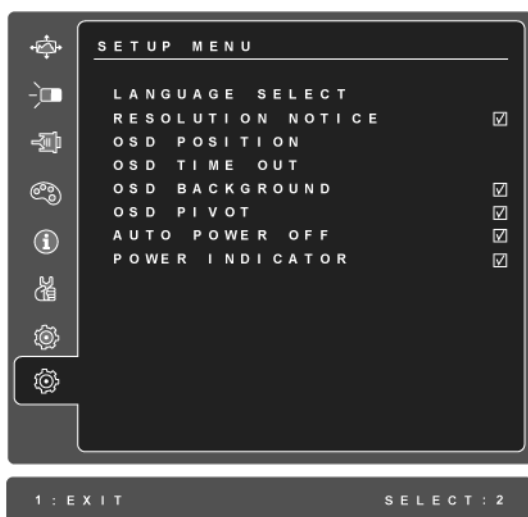 SETUP MENU
LANGUAGE SELECT
RESOLUTION NOTICE
OSD POSITION
OSD TIME OUT
OSD BACKGROUND
OSD PIVOT
AUTO POWER OFF
POWER INDICATOR
1:EXIT SELECT:2